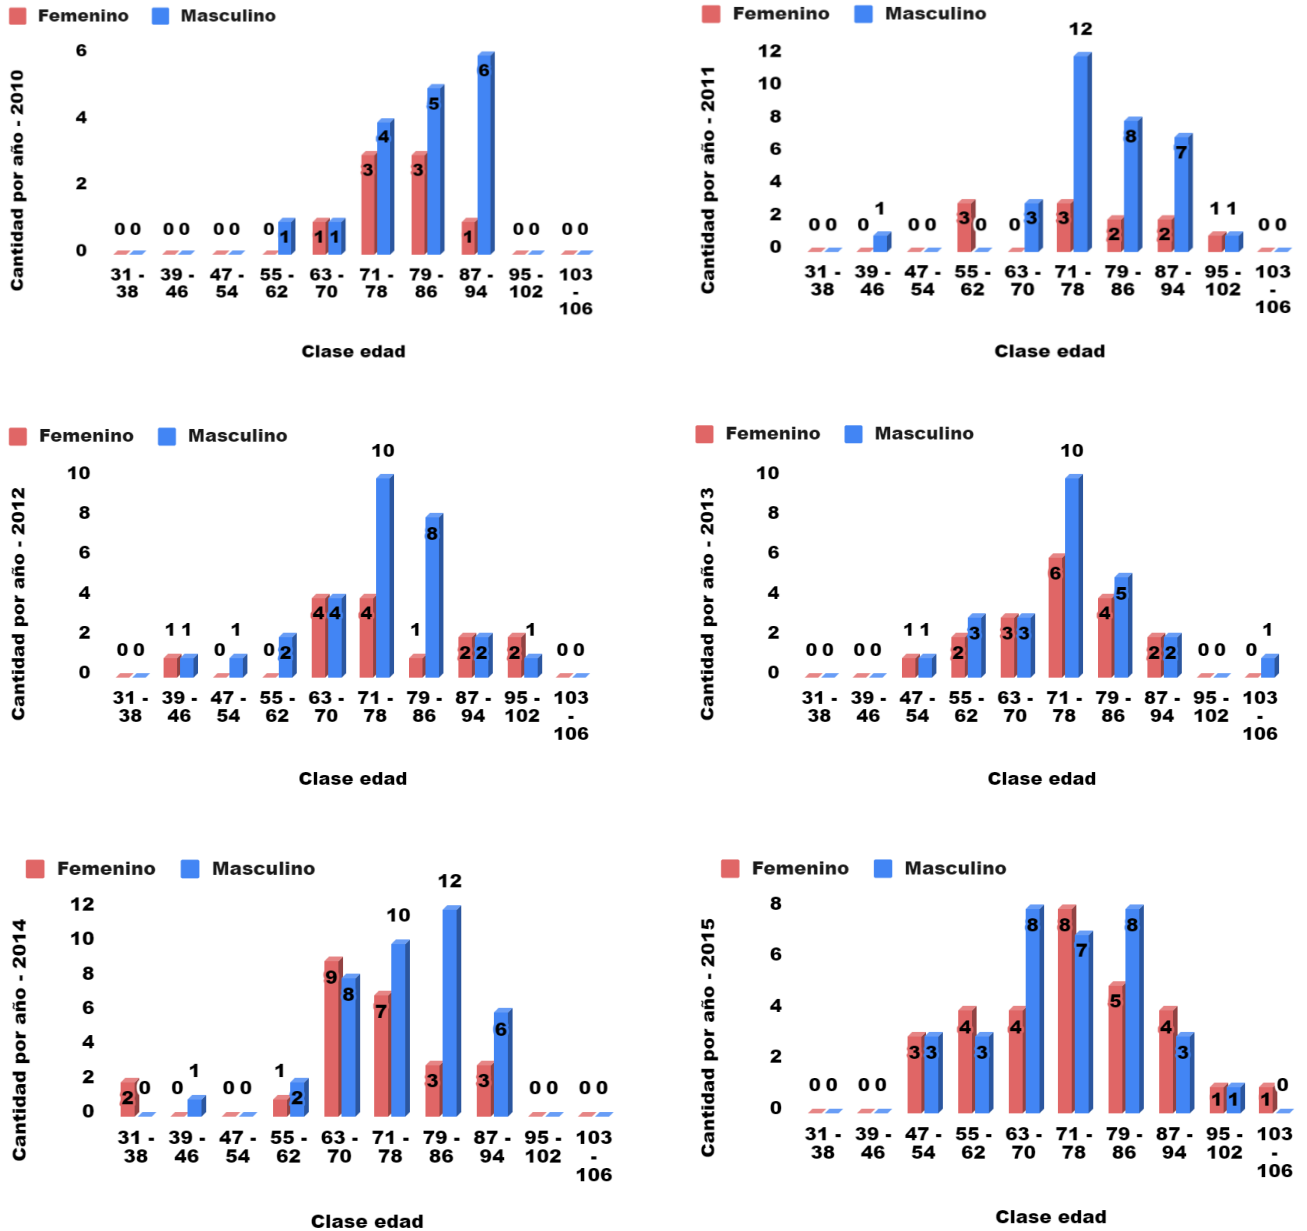 Femenino Masculino
Cantidad por año - 2010
6
4
2
0
0 0 0 0 0 0 0 1 1 1 3 4 3 5 1 6 0 0 0 0
31 - 39 - 47 - 55 - 63 - 71 - 79 - 87 - 95 - 103
38 46 54 62 70 78 86 94 102 -
106
Clase edad
Femenino Masculino
Cantidad por año - 2011
12
10
8
6
4
2
0
0 0 0 1 0 0 3 0 0 3 3 12 2 8 2 7 1 1 0 0
31 - 39 - 47 - 55 - 63 - 71 - 79 - 87 - 95 - 103
38 46 54 62 70 78 86 94 102 -
106
Clase edad
Femenino Masculino
Cantidad por año - 2012
10
8
6
4
2
0
0 0 1 1 0 1 0 2 4 4 4 10 1 8 2 2 2 1 0 0
31 - 39 - 47 - 55 - 63 - 71 - 79 - 87 - 95 - 103
38 46 54 62 70 78 86 94 102 -
106
Clase edad
Femenino Masculino
Cantidad por año - 2013
10
8
6
4
2
0
0 0 0 0 1 1 2 3 3 3 6 10 4 5 2 2 0 0 0 1
31 - 39 - 47 - 55 - 63 - 71 - 79 - 87 - 95 - 103
38 46 54 62 70 78 86 94 102 -
106
Clase edad
Femenino Masculino
Cantidad por año - 2014
12
10
8
6
4
2
0
2 0 0 1 0 0 1 2 9 8 7 10 3 12 3 6 0 0 0 0
31 - 39 - 47 - 55 - 63 - 71 - 79 - 87 - 95 - 103
38 46 54 62 70 78 86 94 102 -
106
Clase edad
Femenino Masculino
Cantidad por año - 2015
8
6
4
2
0
0 0 0 0 3 3 4 3 4 8 8 7 5 8 4 3 1 1 1 0
31 - 39 - 47 - 55 - 63 - 71 - 79 - 87 - 95 - 103
38 46 54 62 70 78 86 94 102 -
106
Clase edad